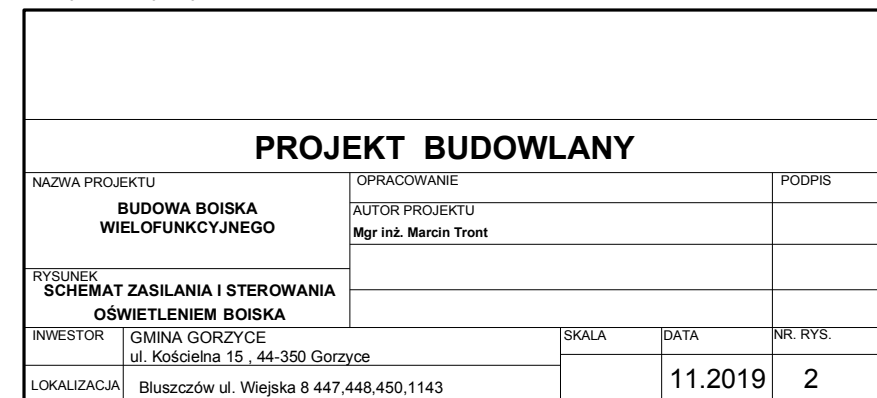 PROJEKT BUDOWLANY
NAZWA PROJEKTU
BUDOWA BOISKA
WIELOFUNKCYJNEGO
OPRACOWANIE
PODPIS
AUTOR PROJEKTU
Mgr inż. Marcin Tront
RYSUNEK
SCHEMAT ZASILANIA I STEROWANIA
OŚWIETLENIEM BOISKA
INWESTOR
GMINA GORZYCE
ul. Kościelna 15 , 44-350 Gorzyce
SKALA
DATA
NR. RYS.
LOKALIZACJA
Bluszczów ul. Wiejska 8 447,448,450,1143
11.2019
2